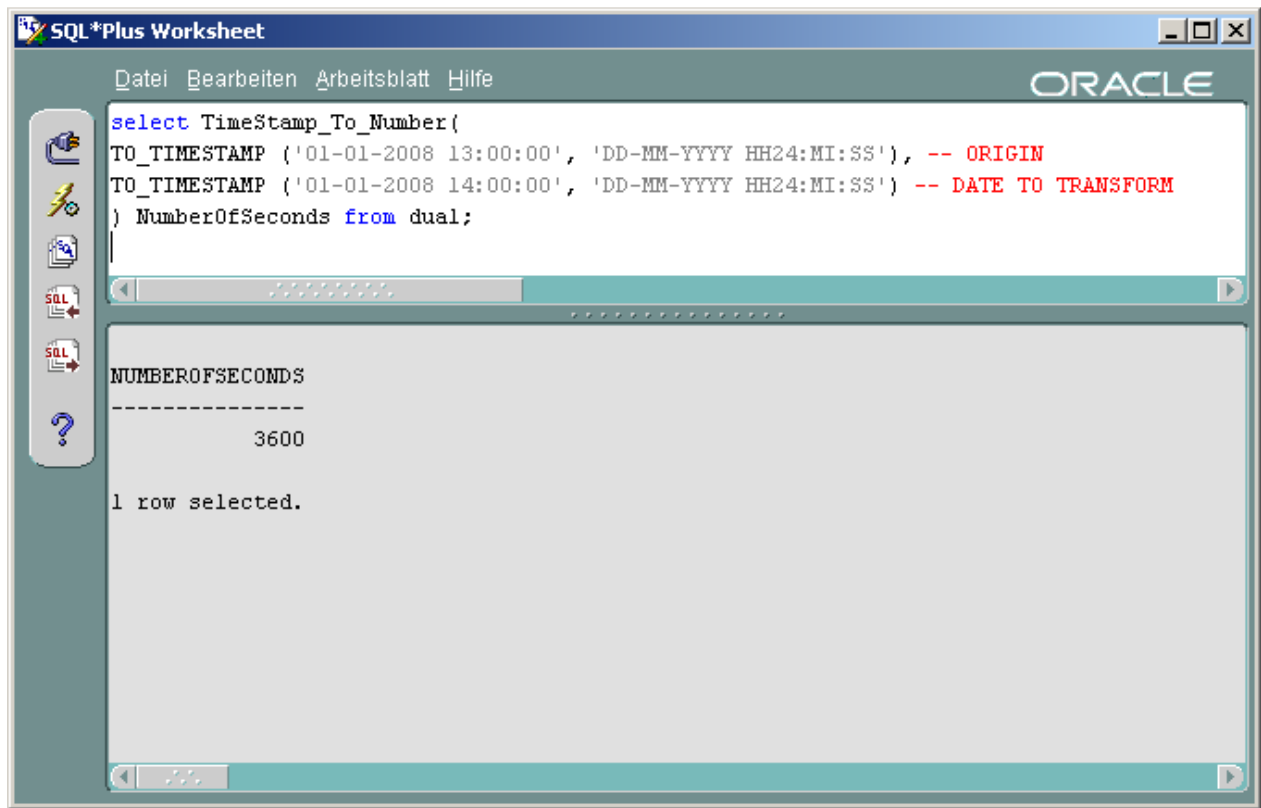 SQL*Plus Worksheet
Datei Bearbeiten Arbeitsblatt Hilfe
ORACLE
select TimeStamp_To_Number(
TO_TIMESTAMP ('01-01-2008 13:00:00', 'DD-MM-YYYY HH24:MI:SS'), -- ORIGIN
TO_TIMESTAMP ('01-01-2008 14:00:00', 'DD-MM-YYYY HH24:MI:SS') -- DATE TO TRANSFORM
) NumberOfSeconds from dual;
SQL
SQL
NUMBEROFSECONDS
---------------
3600
1 row selected.